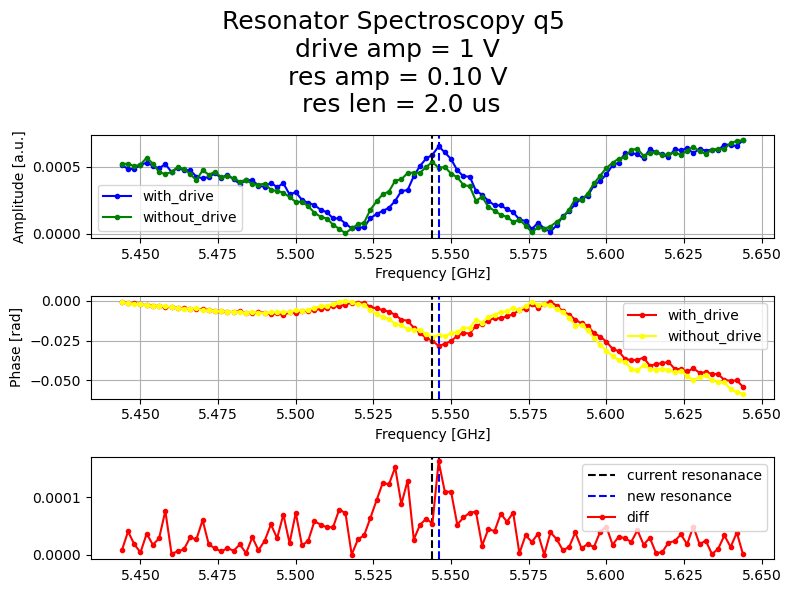 Resonator Spectroscopy q5
drive amp = 1 V
res amp = 0.10 V
res len = 2.0 us
Amplitude [a.u.]
0.0005
0.0000
with_drive
without_drive
5.450 5.475 5.500 5.525 5.550 5.575 5.600 5.625 5.650
Frequency [GHz]
Phase [rad]
0.000
−0.025
−0.050
with_drive
without_drive
5.450 5.475 5.500 5.525 5.550 5.575 5.600 5.625 5.650
Frequency [GHz]
0.0001
0.0000
current resonanace
new resonance
diff
5.450 5.475 5.500 5.525 5.550 5.575 5.600 5.625 5.650